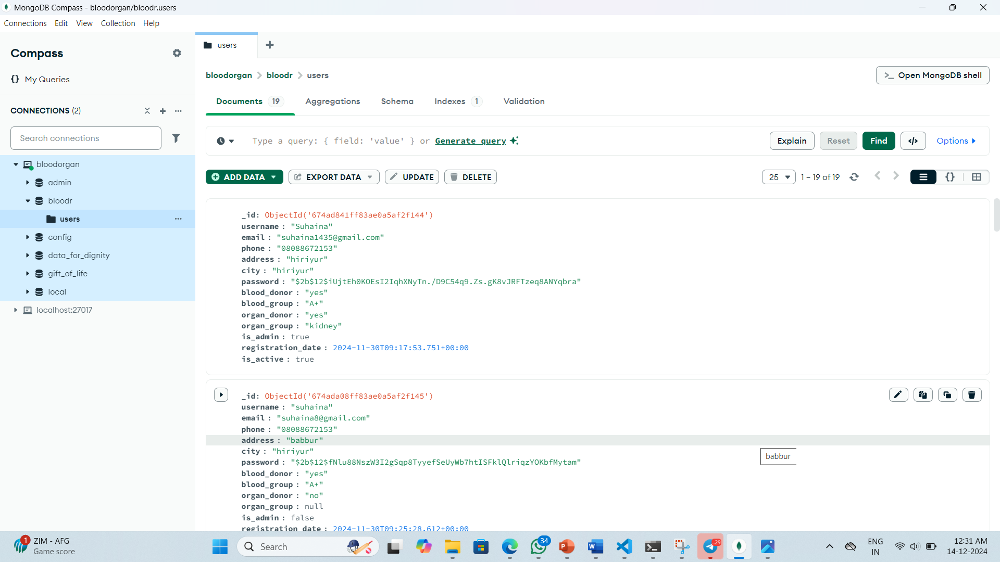 MongoDB Compass - bloodorgan/bloodr.users
Connections Edit View Collection Help
Compass
{} My Queries
CONNECTIONS (2)
Search connections
bloodorgan
admin
bloodr
users
config
data_for_dignity
gift_of_life
local
localhost:27017
users
bloodorgan > bloodr > users
>_ Open MongoDB shell
Documents 19 Aggregations Schema Indexes 1 Validation
Type a query: { field: 'value' } or Generate query
Explain Reset Find </> Options
ADD DATA EXPORT DATA UPDATE DELETE
25 1 – 19 of 19 {}
_id: ObjectId('674ad841ff83ae0a5af2f144')
username : "Suhaina"
email : "suhaina1435@gmail.com"
phone : "08088672153"
address : "hiriyur"
city : "hiriyur"
password : "$2b$12$iUjtEh0KOEsI2IqhXNyTn./D9C54q9.Zs.gK8vJRFTzeq8ANYqbra"
blood_donor : "yes"
blood_group : "A+"
organ_donor : "yes"
organ_group : "kidney"
is_admin : true
registration_date : 2024-11-30T09:17:53.751+00:00
is_active : true
_id: ObjectId('674ada08ff83ae0a5af2f145')
username : "suhaina"
email : "suhaina8@gmail.com"
phone : "08088672153"
address : "babbur"
city : "hiriyur"
babbur
password : "$2b$12$fNlu88NszW3I2gSqp8TyyefSeUyWb7htISFklQlriqzYOKbfMytam"
blood_donor : "yes"
blood_group : "A+"
organ_donor : "no"
organ_group : null
is_admin : false
registration_date : 2024-11-30T09:25:28.612+00:00
1
ZIM - AFG
Game score
Search
34
.29
ENG
IN
12:31 AM
14-12-2024